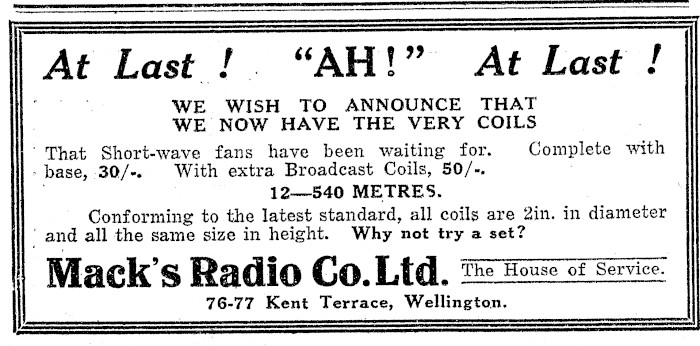 At Last ! "AH!" At Last !
WE WISH TO ANNOUNCE THAT
WE NOW HAVE THE VERY COILS
That Short-wave fans have been waiting for. Complete with
base, 30/-. With extra Broadcast Coils, 50/-.
12—540 METRES.
Conforming to the latest standard, all coils are 2in. in diameter
and all the same size in height. Why not try a set?
Mack's Radio Co. Ltd. The House of Service.
76-77 Kent Terrace, Wellington.